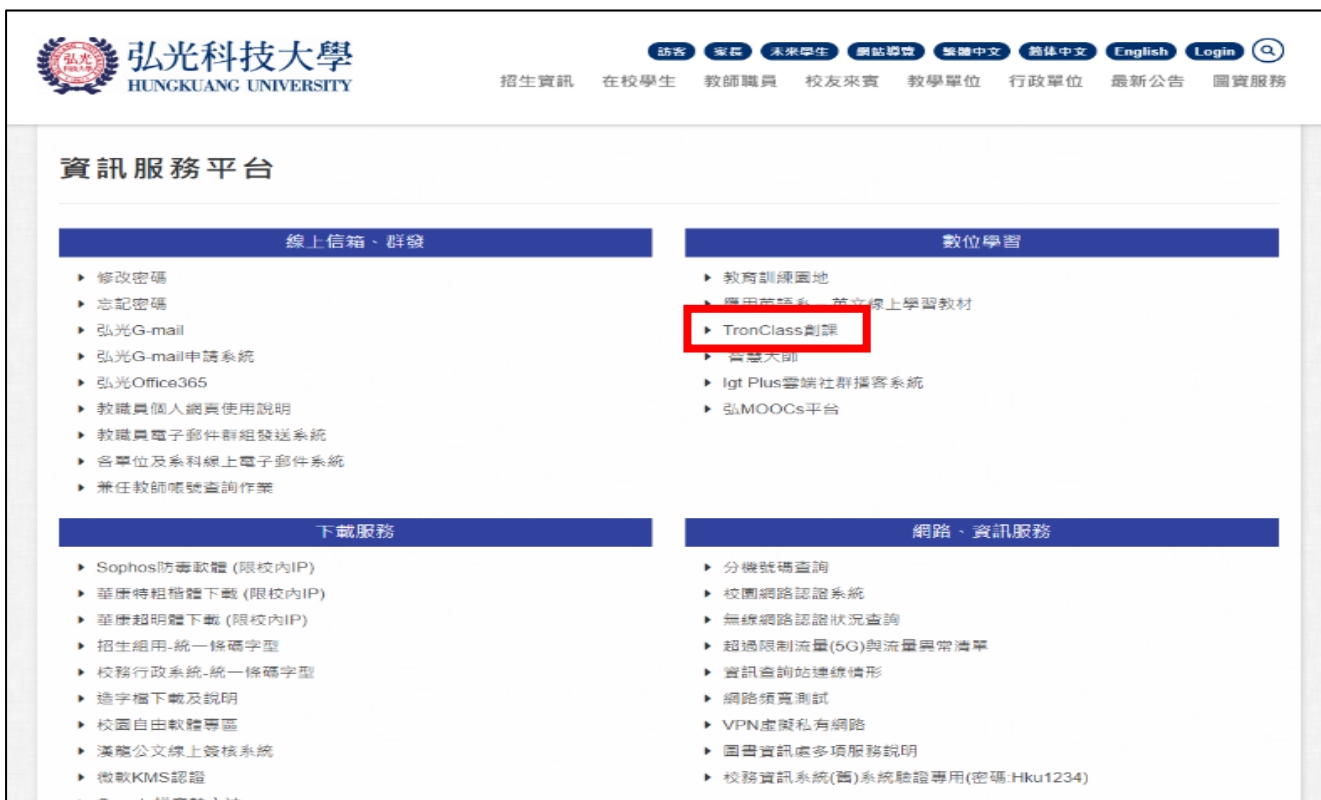 弘光科技大學
HUNGKUANG UNIVERSITY
訪客 家長 未來學生 網站導覽 繁體中文 简体中文 English Login
招生資訊 在校學生 教師職員 校友來賓 教學單位 行政單位 最新公告 圖資服務
資訊服務平台
線上信箱、群發
修改密碼
忘記密碼
弘光G-mail
弘光G-mail申請系統
弘光Office365
教職員個人網頁使用說明
教職員電子郵件群組發送系統
各單位及系科線上電子郵件系統
兼任教師帳號查詢作業
數位學習
教育訓練園地
應用英語系－英文線上學習教材
TronClass創課
智慧大師
Igt Plus雲端社群播客系統
弘MOOCs平台
下載服務
Sophos防毒軟體 (限校內IP)
華康特粗楷體下載 (限校內IP)
華康超明體下載 (限校內IP)
招生組用-統一條碼字型
校務行政系統-統一條碼字型
造字檔下載及說明
校園自由軟體專區
漢龍公文線上簽核系統
微軟KMS認證
網路、資訊服務
分機號碼查詢
校園網路認證系統
無線網路認證狀況查詢
超過限制流量(5G)與流量異常清單
資訊查詢站連線情形
網路頻寬測試
VPN虛擬私有網路
圖書資訊處多項服務說明
校務資訊系統(舊)系統驗證專用(密碼:Hku1234)